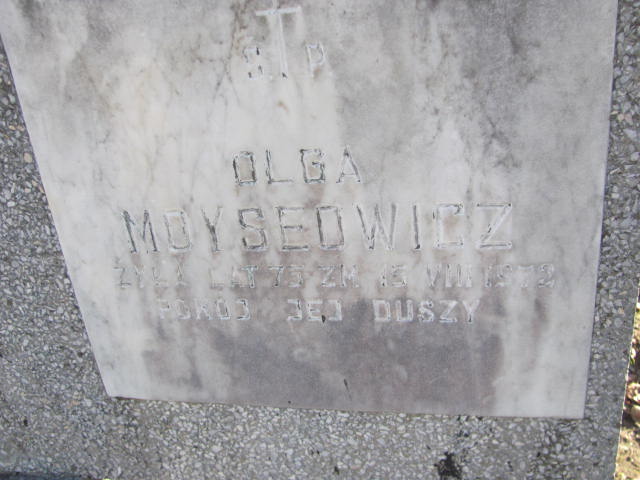 Ś.P.
OLGA
MOYSEOWICZ
ŻYŁA LAT 75 ZM. 15 VIII 1972
POKÓJ JEJ DUSZY